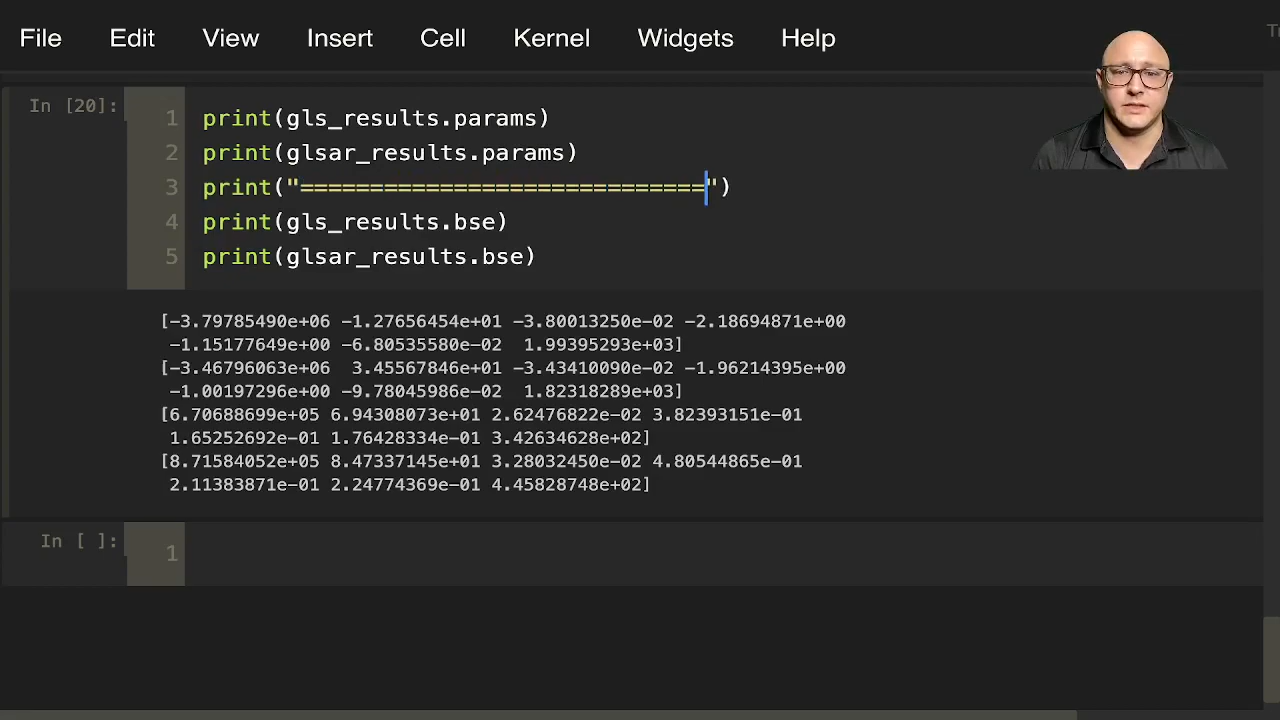 File Edit View Insert Cell Kernel Widgets Help
In [20]:
1 print(gls_results.params)
2 print(glsar_results.params)
3 print("=============================")
4 print(gls_results.bse)
5 print(glsar_results.bse)
[-3.79785490e+06 -1.27656454e+01 -3.80013250e-02 -2.18694871e+00
-1.15177649e+00 -6.80535580e-02 1.99395293e+03]
[-3.46796063e+06 3.45567846e+01 -3.43410090e-02 -1.96214395e+00
-1.00197296e+00 -9.78045986e-02 1.82318289e+03]
[6.70688699e+05 6.94308073e+01 2.62476822e-02 3.82393151e-01
1.65252692e-01 1.76428334e-01 3.42634628e+02]
[8.71584052e+05 8.47337145e+01 3.28032450e-02 4.80544865e-01
2.11383871e-01 2.24774369e-01 4.45828748e+02]
In [ ]:
1